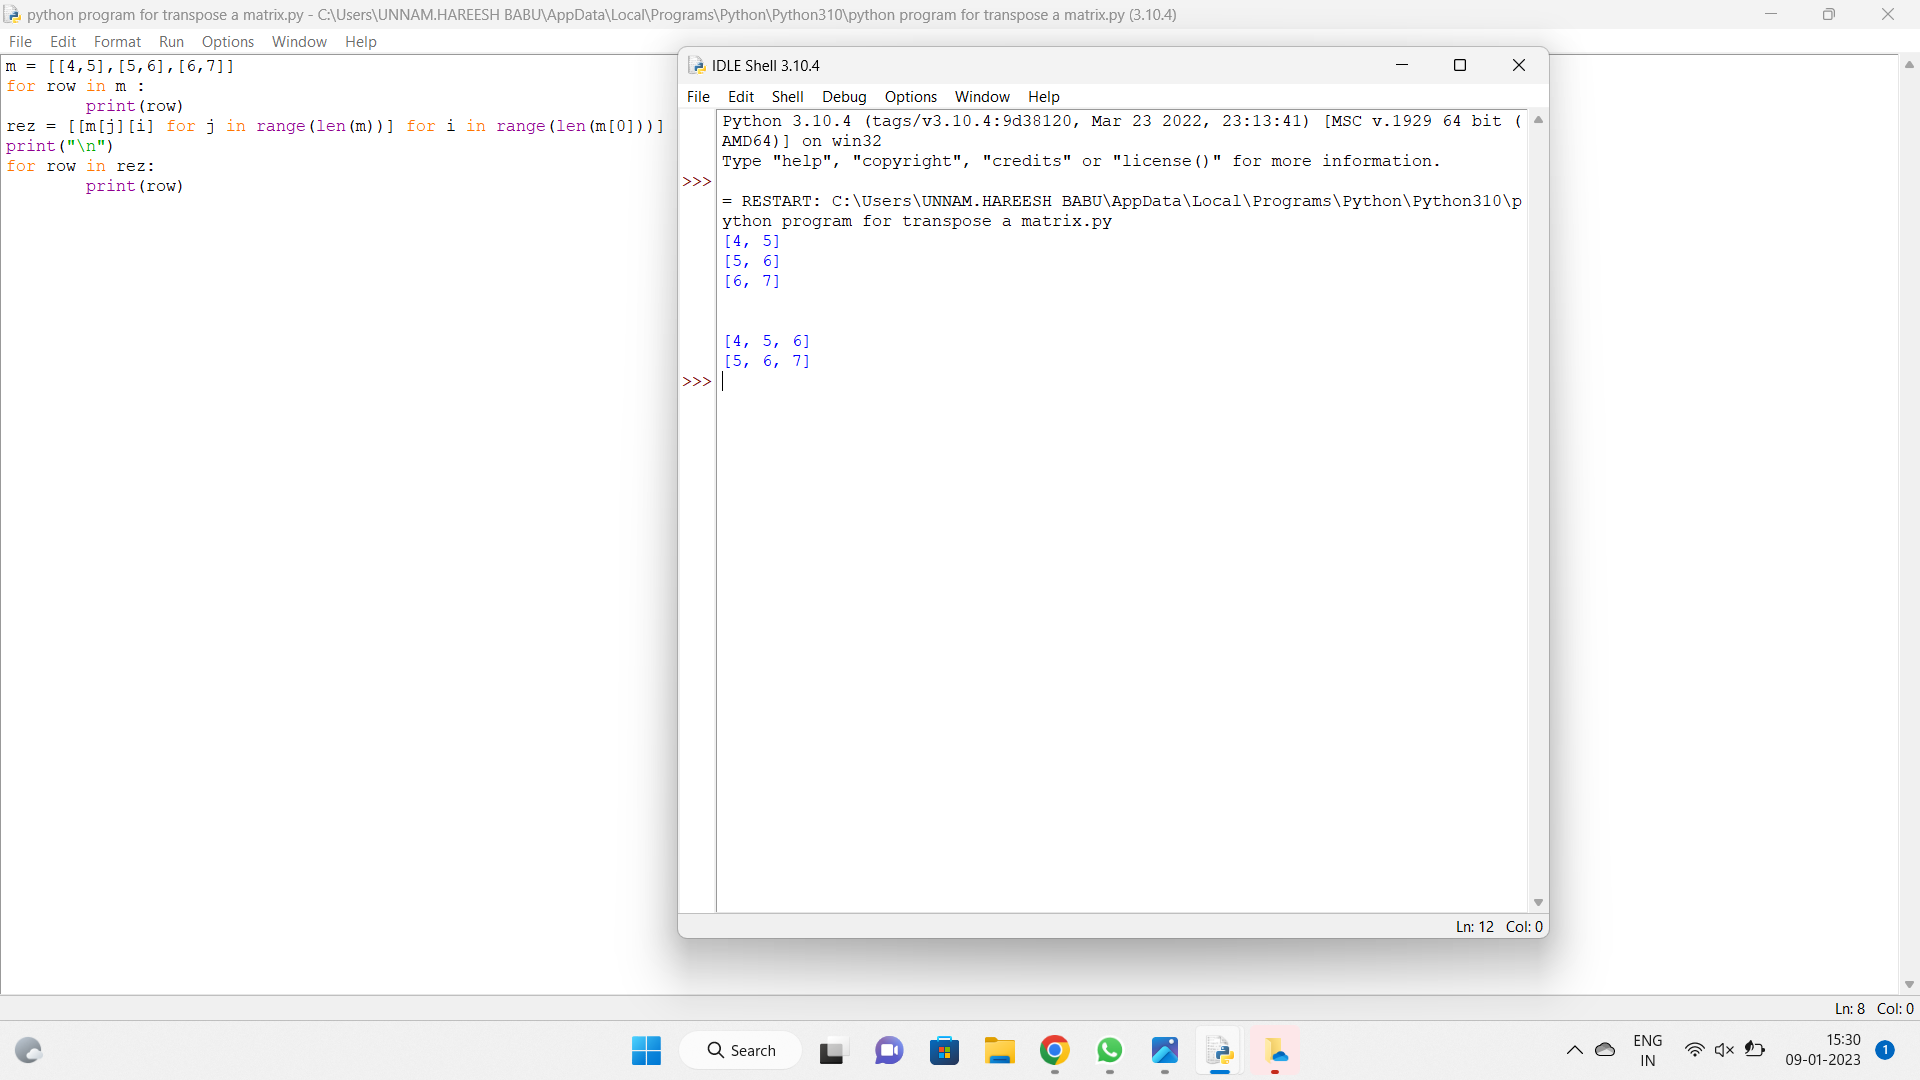 python program for transpose a matrix.py - C:\Users\UNNAM.HAREESH BABU\AppData\Local\Programs\Python\Python310\python program for transpose a matrix.py (3.10.4)
File Edit Format Run Options Window Help
m = [[4,5],[5,6],[6,7]]
for row in m :
        print(row)
rez = [[m[j][i] for j in range(len(m))] for i in range(len(m[0]))]
print("\n")
for row in rez:
        print(row)
IDLE Shell 3.10.4
File Edit Shell Debug Options Window Help
Python 3.10.4 (tags/v3.10.4:9d38120, Mar 23 2022, 23:13:41) [MSC v.1929 64 bit (
AMD64)] on win32
Type "help", "copyright", "credits" or "license()" for more information.
>>>
= RESTART: C:\Users\UNNAM.HAREESH BABU\AppData\Local\Programs\Python\Python310\p
ython program for transpose a matrix.py
[4, 5]
[5, 6]
[6, 7]
[4, 5, 6]
[5, 6, 7]
>>>
Ln: 12 Col: 0
Ln: 8 Col: 0
Search
ENG
IN
15:30
09-01-2023
1